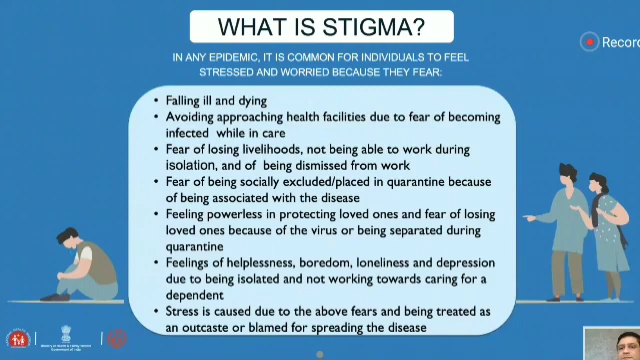 WHAT IS STIGMA?
Record
IN ANY EPIDEMIC, IT IS COMMON FOR INDIVIDUALS TO FEEL
STRESSED AND WORRIED BECAUSE THEY FEAR:
• Falling ill and dying
• Avoiding approaching health facilities due to fear of becoming
infected while in care
• Fear of losing livelihoods, not being able to work during
isolation, and of being dismissed from work
• Fear of being socially excluded/placed in quarantine because
of being associated with the disease
• Feeling powerless in protecting loved ones and fear of losing
loved ones because of the virus or being separated during
quarantine
• Feelings of helplessness, boredom, loneliness and depression
due to being isolated and not working towards caring for a
dependent
• Stress is caused due to the above fears and being treated as
an outcaste or blamed for spreading the disease
Government of India